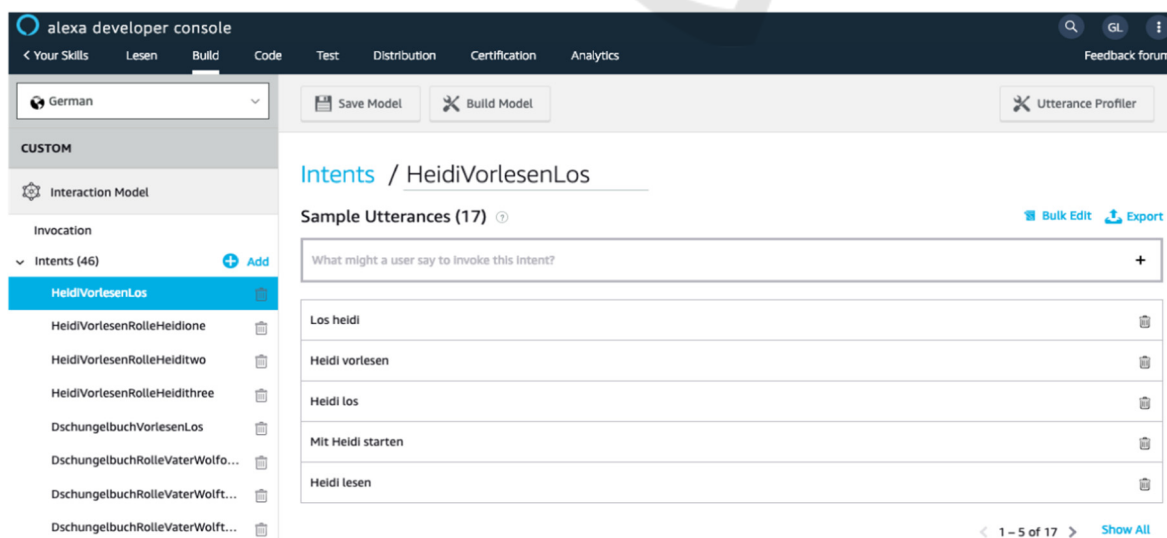 alexa developer console
GL
< Your Skills Lesen Build Code Test Distribution Certification Analytics Feedback forum
German
Save Model Build Model Utterance Profiler
CUSTOM
Interaction Model
Intents / HeidiVorlesenLos
Sample Utterances (17) ?
Bulk Edit Export
Invocation
Intents (46) Add
What might a user say to invoke this intent? +
HeidiVorlesenLos
HeidiVorlesenRolleHeidione
HeidiVorlesenRolleHeiditwo
HeidiVorlesenRolleHeidithree
DschungelbuchVorlesenLos
DschungelbuchRolleVaterWolfo...
DschungelbuchRolleVaterWolft...
DschungelbuchRolleVaterWolft...
Los heidi
Heidi vorlesen
Heidi los
Mit Heidi starten
Heidi lesen
< 1 – 5 of 17 > Show All